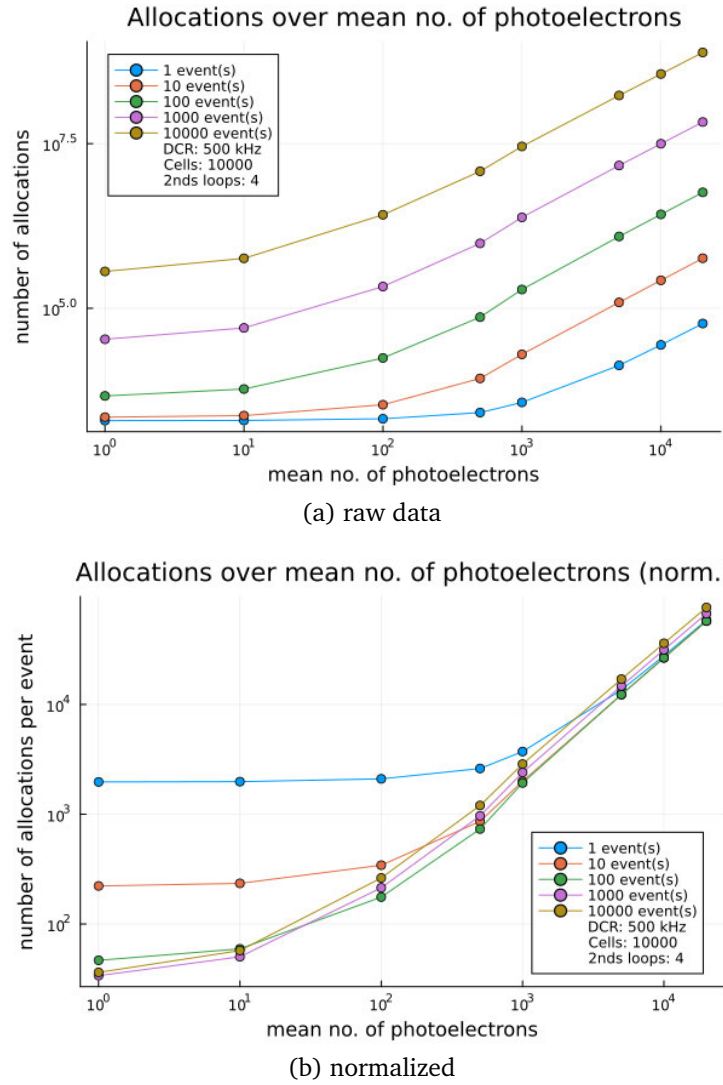 Allocations over mean no. of photoelectrons
number of allocations
10^7.5
10^5.0
1 event(s)
10 event(s)
100 event(s)
1000 event(s)
10000 event(s)
DCR: 500 kHz
Cells: 10000
2nds loops: 4
10^0
10^1
10^2
10^3
10^4
mean no. of photoelectrons
(a) raw data
Allocations over mean no. of photoelectrons (norm.
number of allocations per event
10^4
10^3
10^2
1 event(s)
10 event(s)
100 event(s)
1000 event(s)
10000 event(s)
DCR: 500 kHz
Cells: 10000
2nds loops: 4
10^0
10^1
10^2
10^3
10^4
mean no. of photoelectrons
(b) normalized